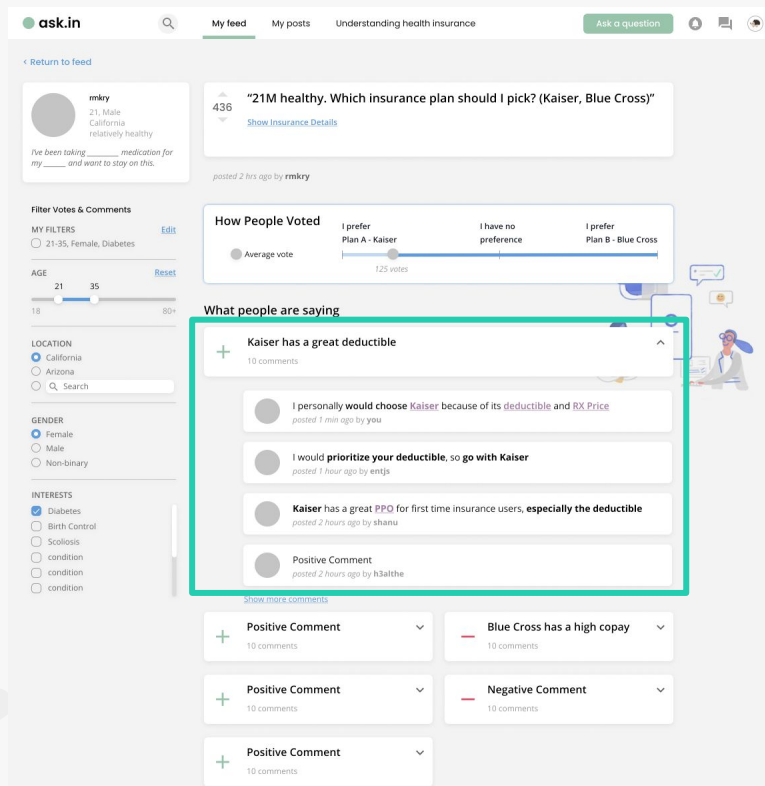 ask.in
My feed
My posts
Understanding health insurance
Ask a question
< Return to feed
rmkry
21, Male
California
relatively healthy
I've been taking ________ medication for
my _____ and want to stay on this.
436
“21M healthy. Which insurance plan should I pick? (Kaiser, Blue Cross)”
Show Insurance Details
posted 2 hrs ago by rmkry
Filter Votes & Comments
MY FILTERS
Edit
21-35, Female, Diabetes
AGE
Reset
21
35
18
80+
LOCATION
California
Arizona
Search
GENDER
Female
Male
Non-binary
INTERESTS
Diabetes
Birth Control
Scoliosis
condition
condition
condition
How People Voted
Average vote
I prefer
Plan A - Kaiser
I have no
preference
I prefer
Plan B - Blue Cross
125 votes
What people are saying
Kaiser has a great deductible
10 comments
I personally would choose Kaiser because of its deductible and RX Price
posted 1 min ago by you
I would prioritize your deductible, so go with Kaiser
posted 1 hour ago by entjs
Kaiser has a great PPO for first time insurance users, especially the deductible
posted 2 hours ago by shanu
Positive Comment
posted 2 hours ago by h3althe
Show more comments
Positive Comment
10 comments
Blue Cross has a high copay
10 comments
Positive Comment
10 comments
Negative Comment
10 comments
Positive Comment
10 comments